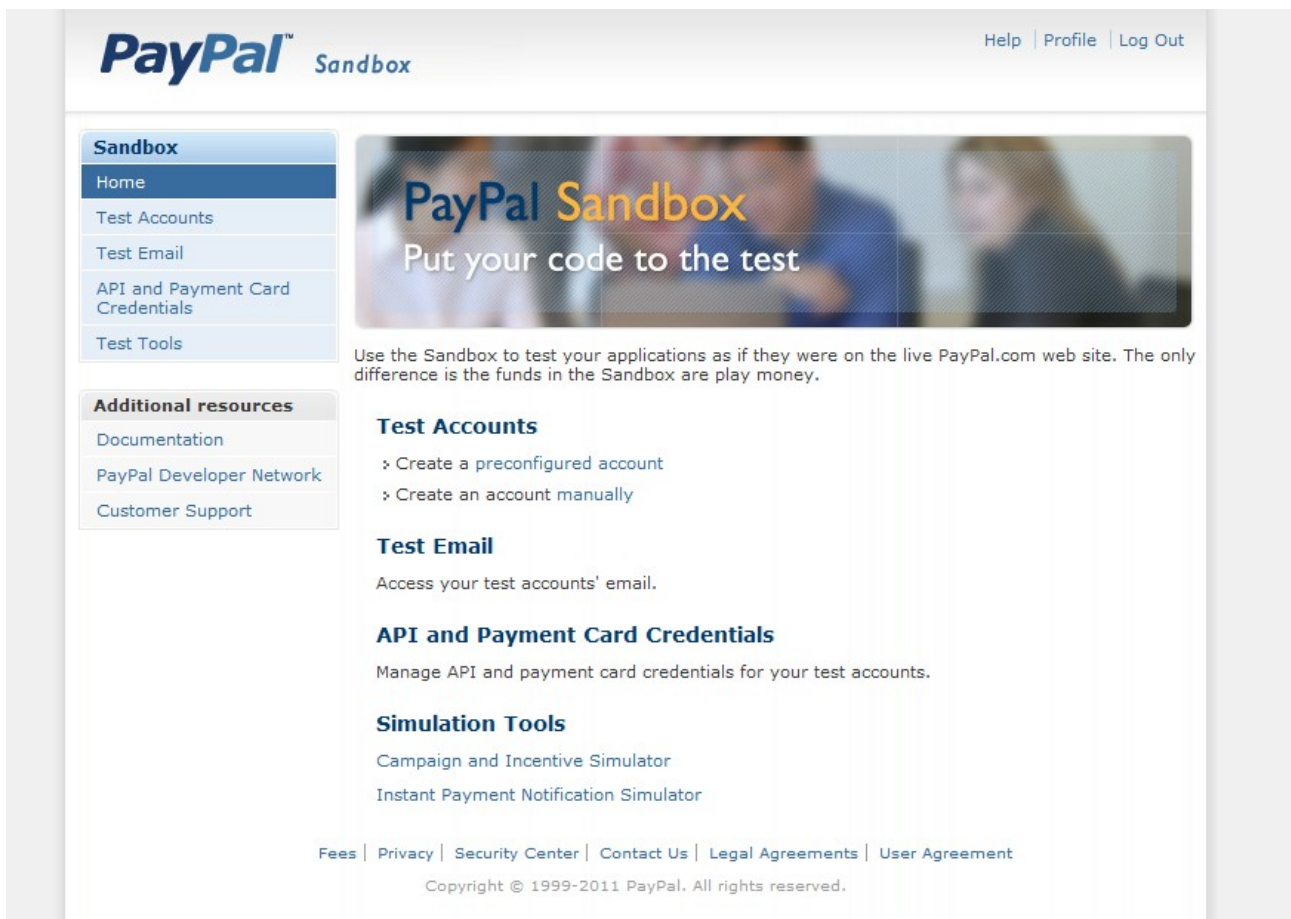 PayPal™ Sandbox
Help | Profile | Log Out
Sandbox
Home
Test Accounts
Test Email
API and Payment Card
Credentials
Test Tools
Additional resources
Documentation
PayPal Developer Network
Customer Support
PayPal Sandbox
Put your code to the test
Use the Sandbox to test your applications as if they were on the live PayPal.com web site. The only
difference is the funds in the Sandbox are play money.
Test Accounts
Create a preconfigured account
Create an account manually
Test Email
Access your test accounts' email.
API and Payment Card Credentials
Manage API and payment card credentials for your test accounts.
Simulation Tools
Campaign and Incentive Simulator
Instant Payment Notification Simulator
Fees | Privacy | Security Center | Contact Us | Legal Agreements | User Agreement
Copyright © 1999-2011 PayPal. All rights reserved.